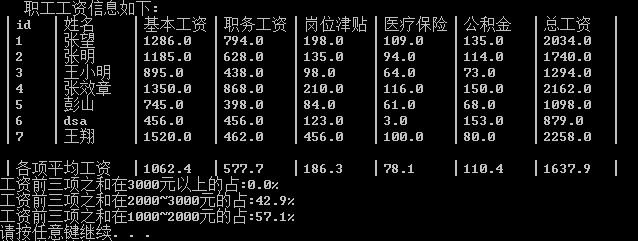 职工工资信息如下:
id |姓名 |基本工资 |职务工资 |岗位津贴 |医疗保险 |公积金 |总工资 |
1 |张望 |1286.0 |794.0 |198.0 |109.0 |135.0 |2034.0 |
2 |张明 |1185.0 |628.0 |135.0 |94.0 |114.0 |1740.0 |
3 |王小明 |895.0 |438.0 |98.0 |64.0 |73.0 |1294.0 |
4 |张效章 |1350.0 |868.0 |210.0 |116.0 |150.0 |2162.0 |
5 |彭山 |745.0 |398.0 |84.0 |61.0 |68.0 |1098.0 |
6 |dsa |456.0 |456.0 |123.0 |3.0 |153.0 |879.0 |
7 |王翔 |1520.0 |462.0 |456.0 |100.0 |80.0 |2258.0 |
|各项平均工资 |1062.4 |577.7 |186.3 |78.1 |110.4 |1637.9 |
工资前三项之和在3000元以上的占:0.0%
工资前三项之和在2000~3000元的占:42.9%
工资前三项之和在1000~2000元的占:57.1%
请按任意键继续. . .